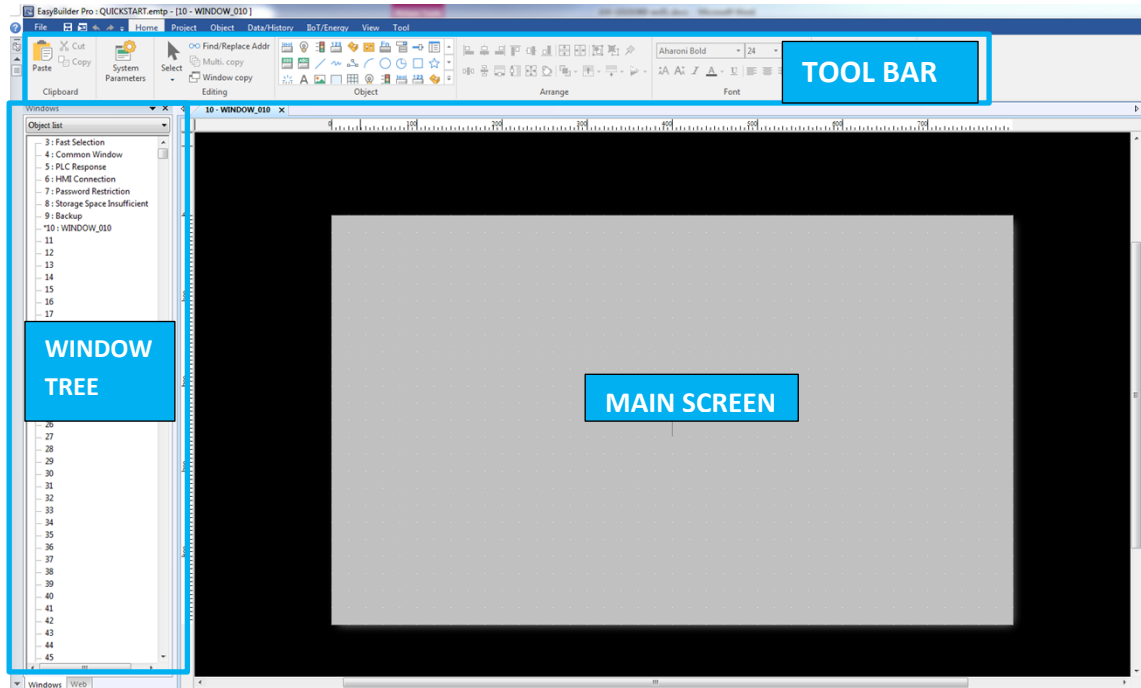 EasyBuilder Pro : QUICKSTART.emtp - [10 - WINDOW_010 ]
File Home Project Object Data/History IIoT/Energy View Tool
Paste
Cut
Copy
Clipboard
System
Parameters
Select
Find/Replace Addr
Multi. copy
Window copy
Editing
Object
Arrange
Aharoni Bold 24
Font
TOOL BAR
Windows
Object list
10 - WINDOW_010
0 100 200 300 400 500 600 700
3 : Fast Selection
4 : Common Window
5 : PLC Response
6 : HMI Connection
7 : Password Restriction
8 : Storage Space Insufficient
9 : Backup
*10 : WINDOW_010
11
12
13
14
15
16
17
WINDOW
TREE
MAIN SCREEN
26
27
28
29
30
31
32
33
34
35
36
37
38
39
40
41
42
43
44
45
Windows Web